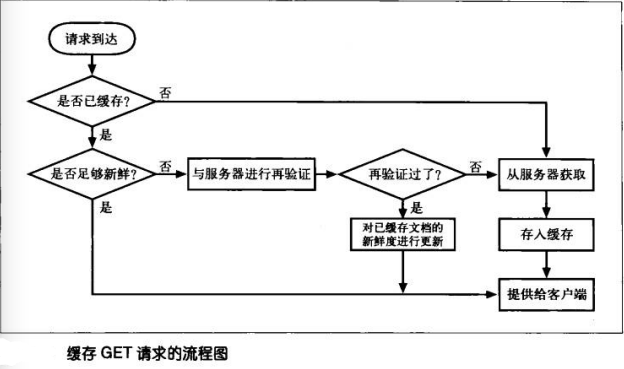 请求到达
是否已缓存?
否
是
是否足够新鲜?
否
与服务器进行再验证
再验证过了?
否
从服务器获取
是
是
对已缓存文档的
新鲜度进行更新
存入缓存
提供给客户端
缓存 GET 请求的流程图